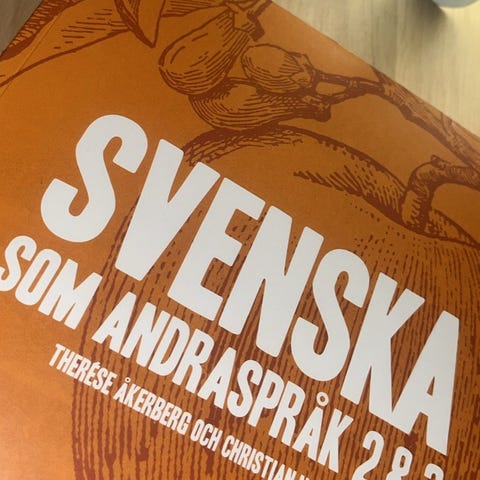 SVENSKA
SOM ANDRASPRÅK 2 &
THERÉSE ÅKERBERG OCH CHRISTIAN